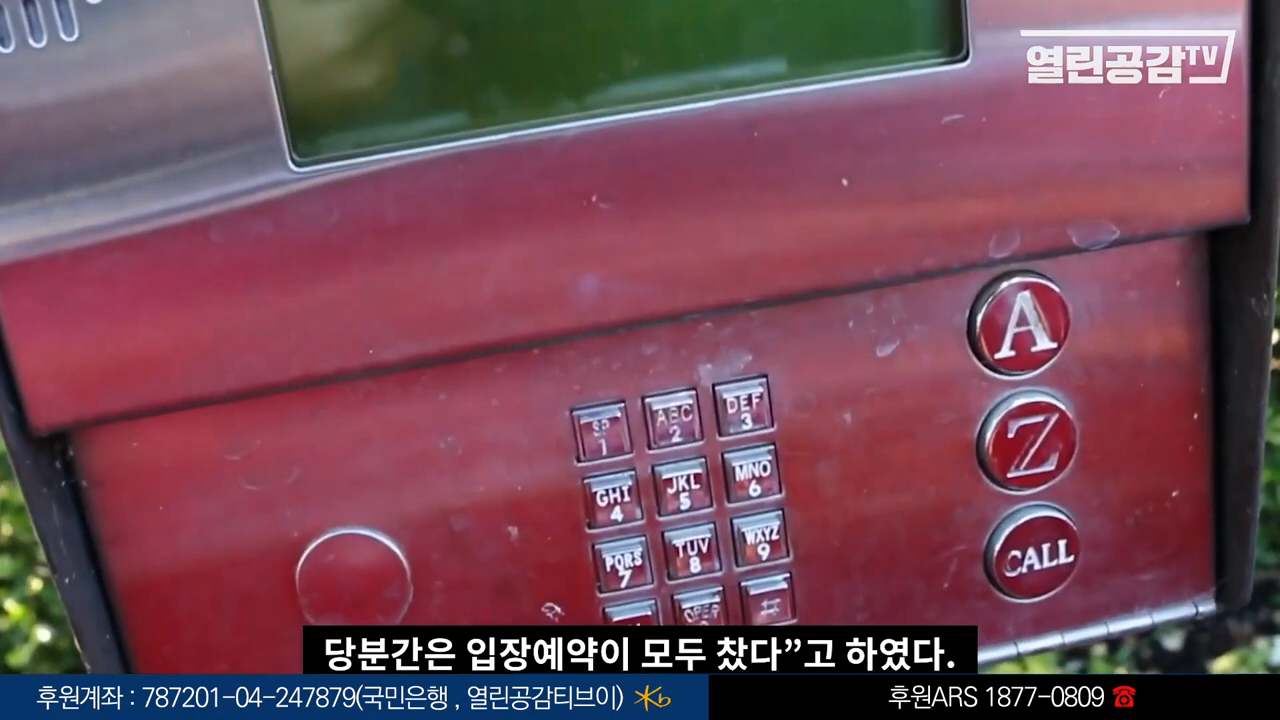 열린공감TV
A
SP ABC DEF
1 2 3
Z
GHI JKL MNO
4 5 6
CALL
PQRS TUV WXYZ
7 8 9
OPER
#
당분간은 입장예약이 모두 찼다”고 하였다.
후원계좌 : 787201-04-247879(국민은행 , 열린공감티브이)
후원ARS 1877-0809